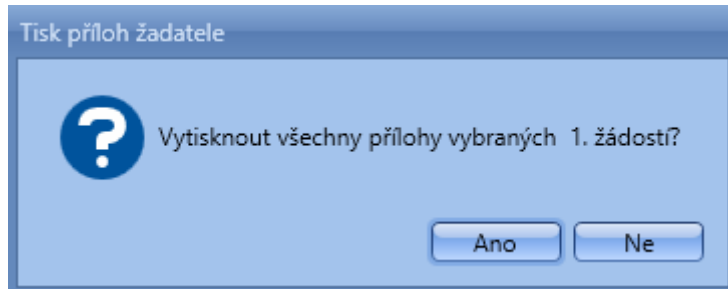 Tisk příloh žadatele
Vytisknout všechny přílohy vybraných  1. žádostí?
Ano
Ne